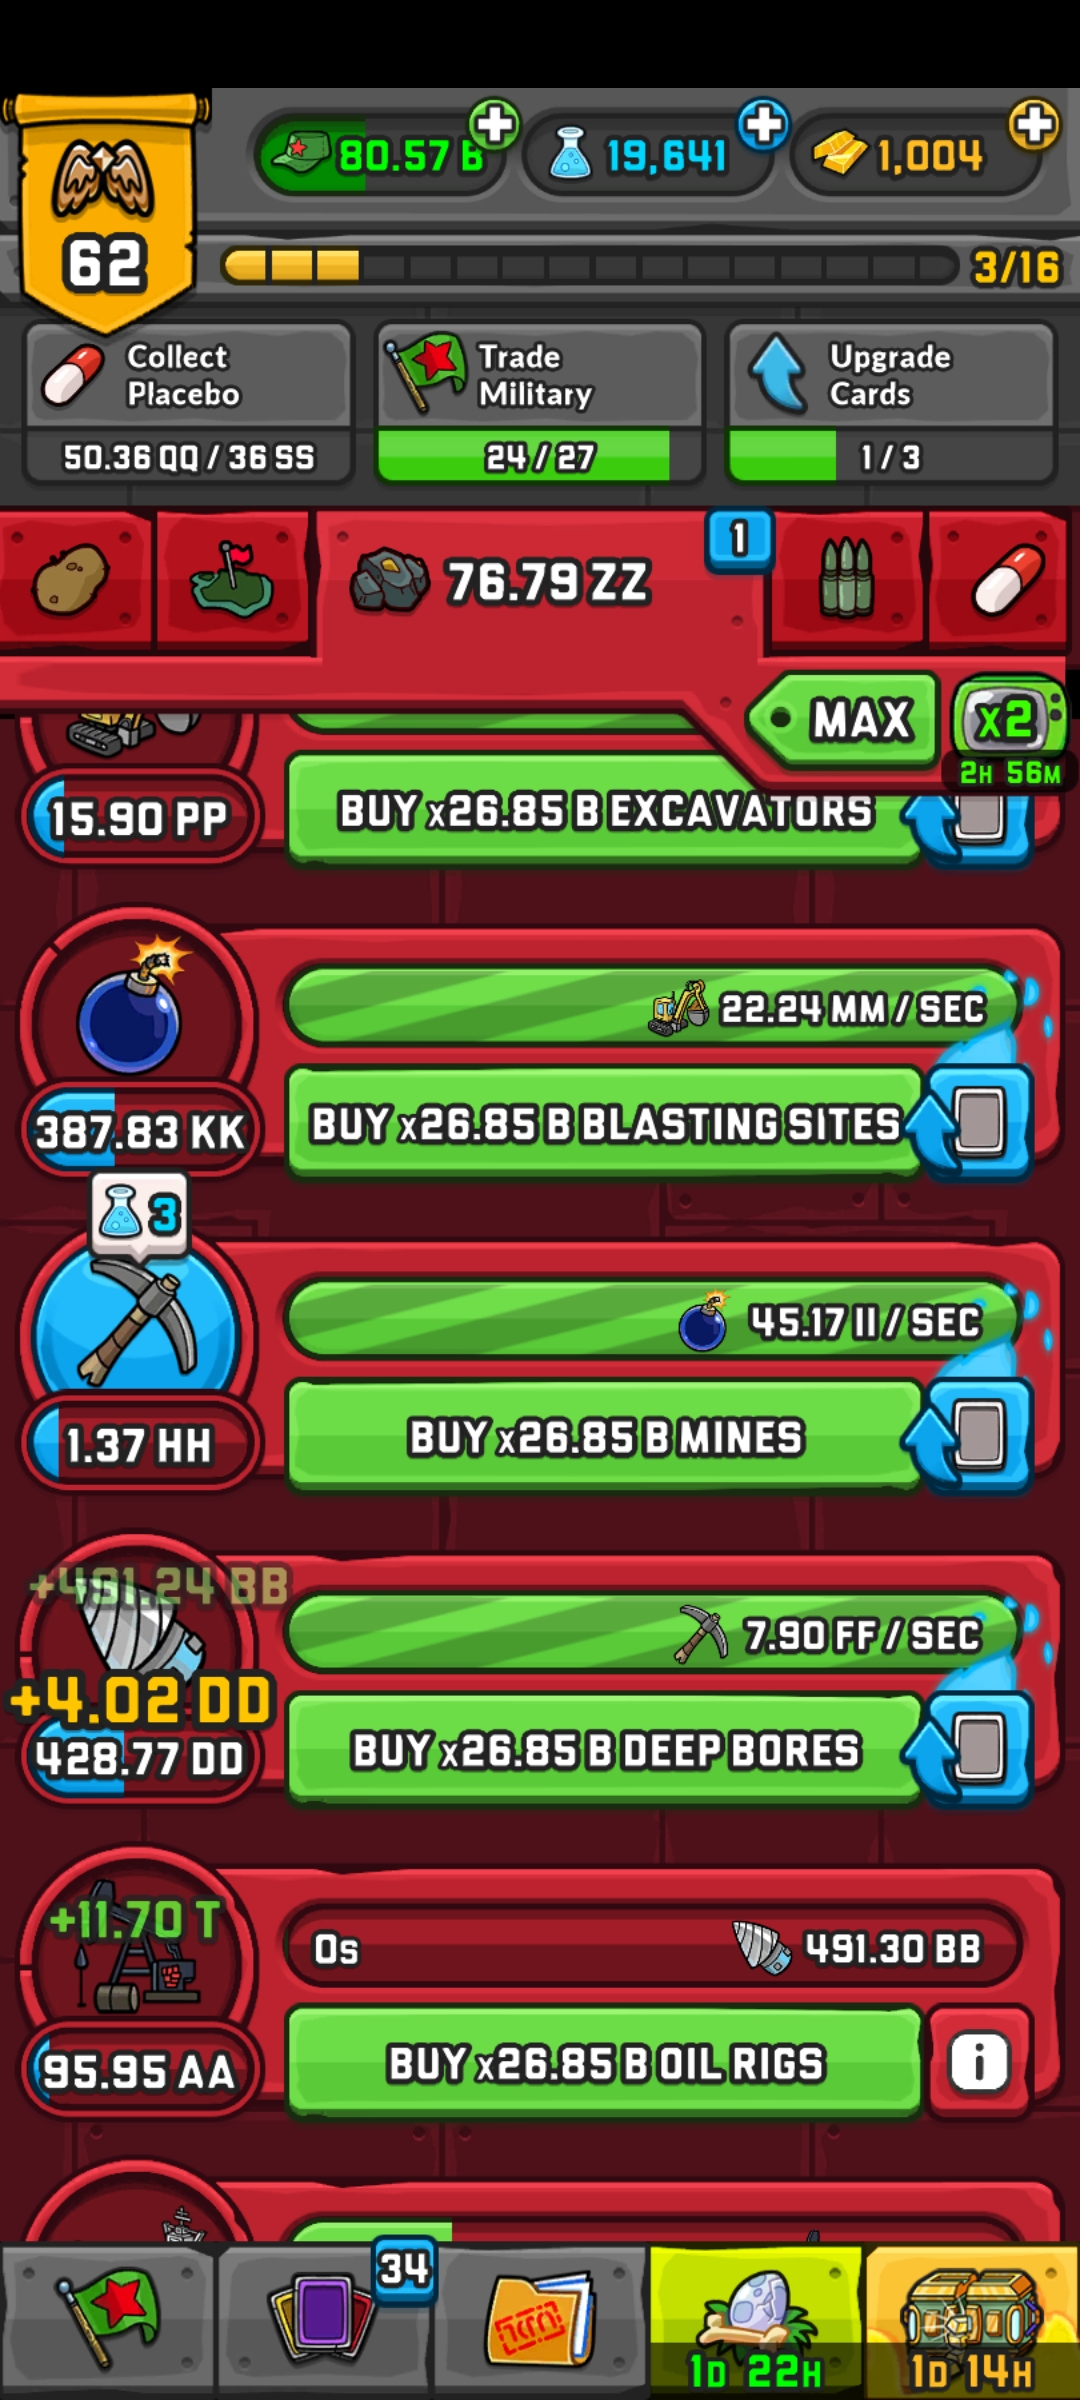 80.57 B
19,641
1,004
62
3/16
Collect
Placebo
50.36 QQ / 36 SS
Trade
Military
24 / 27
Upgrade
Cards
1 / 3
76.79 ZZ
1
MAX
x2
2H 56M
15.90 PP
BUY x26.85 B EXCAVATORS
22.24 MM / SEC
387.83 KK
BUY x26.85 B BLASTING SITES
3
45.17 II / SEC
1.37 HH
BUY x26.85 B MINES
+491.24 BB
7.90 FF / SEC
+4.02 DD
428.77 DD
BUY x26.85 B DEEP BORES
+11.70 T
0s
491.30 BB
95.95 AA
BUY x26.85 B OIL RIGS
i
34
1D 22H
1D 14H